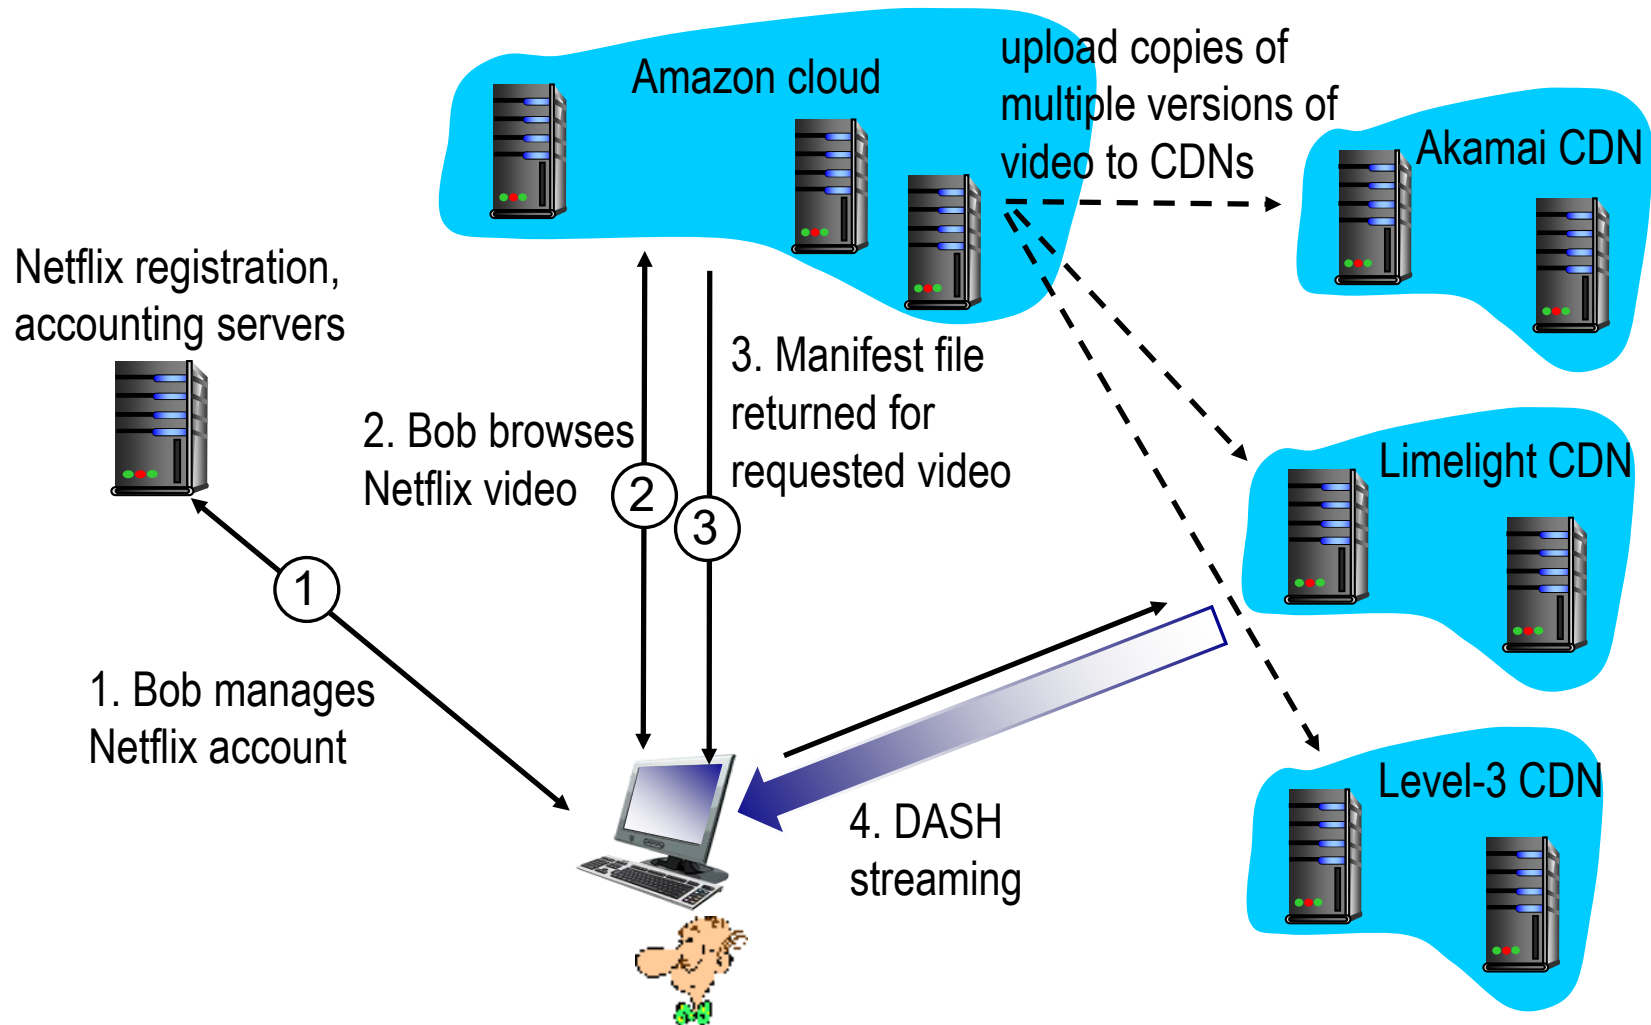 Amazon cloud
upload copies of
multiple versions of
video to CDNs
Akamai CDN
Netflix registration,
accounting servers
3. Manifest file
returned for
requested video
2. Bob browses
Netflix video
2
3
Limelight CDN
1
1. Bob manages
Netflix account
Level-3 CDN
4. DASH
streaming